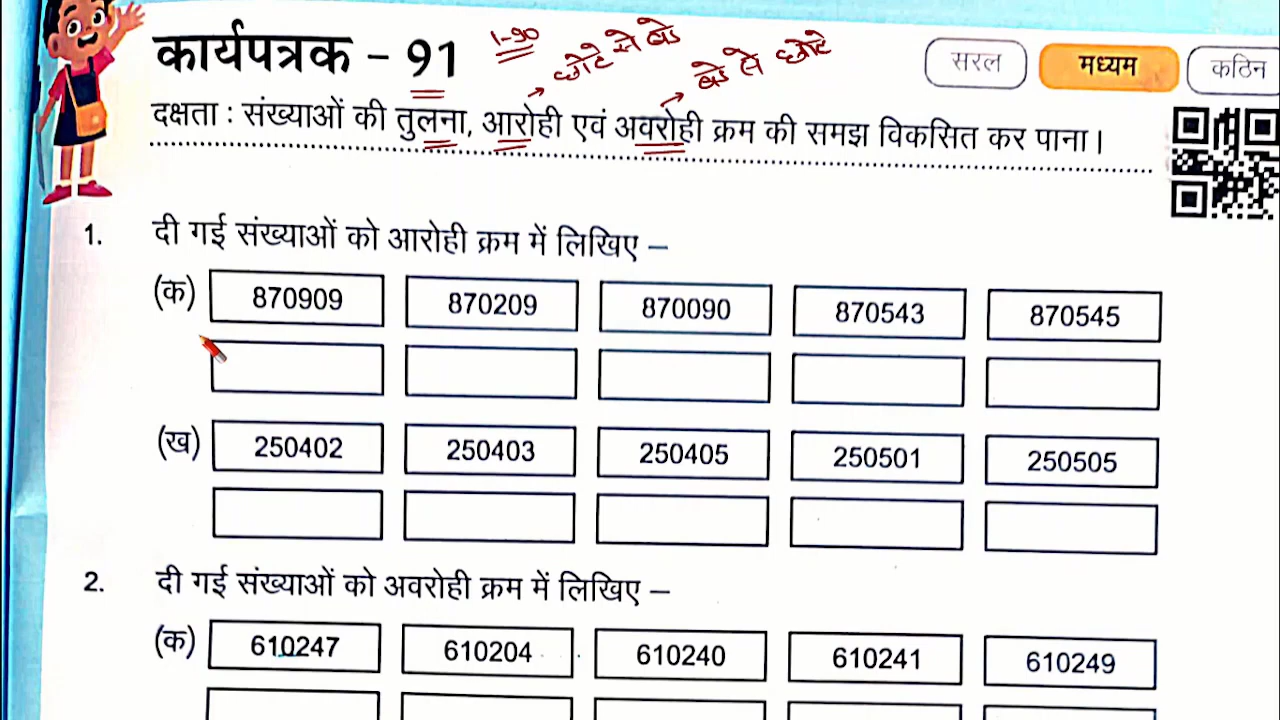 1-90 छोटे से बडे
बडे से छोटे
कार्यपत्रक – 91
सरल मध्यम कठिन
दक्षता : संख्याओं की तुलना, आरोही एवं अवरोही क्रम की समझ विकसित कर पाना।
1. दी गई संख्याओं को आरोही क्रम में लिखिए –
(क) 870909 870209 870090 870543 870545
(ख) 250402 250403 250405 250501 250505
2. दी गई संख्याओं को अवरोही क्रम में लिखिए –
(क) 610247 610204 610240 610241 610249